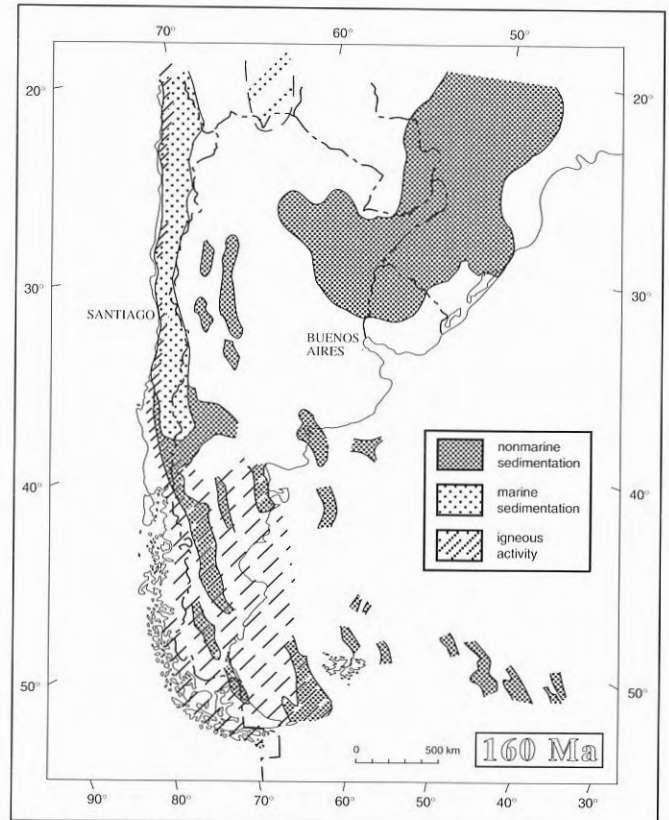 70° 60° 50°
20° 20°
30° 30°
SANTIAGO
BUENOS
AIRES
nonmarine
sedimentation
marine
sedimentation
igneous
activity
40° 40°
50° 50°
0 500 km
160 Ma
90° 80° 70° 60° 50° 40° 30°